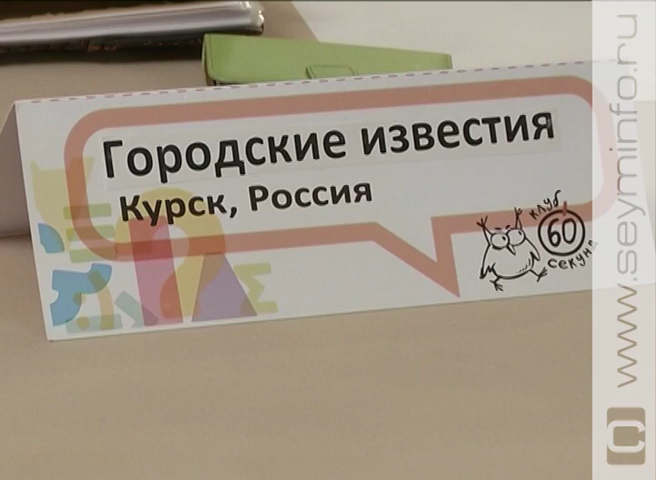 Городские известия
Курск, Россия
клуб
60
секунд
www.seyminfo.ru